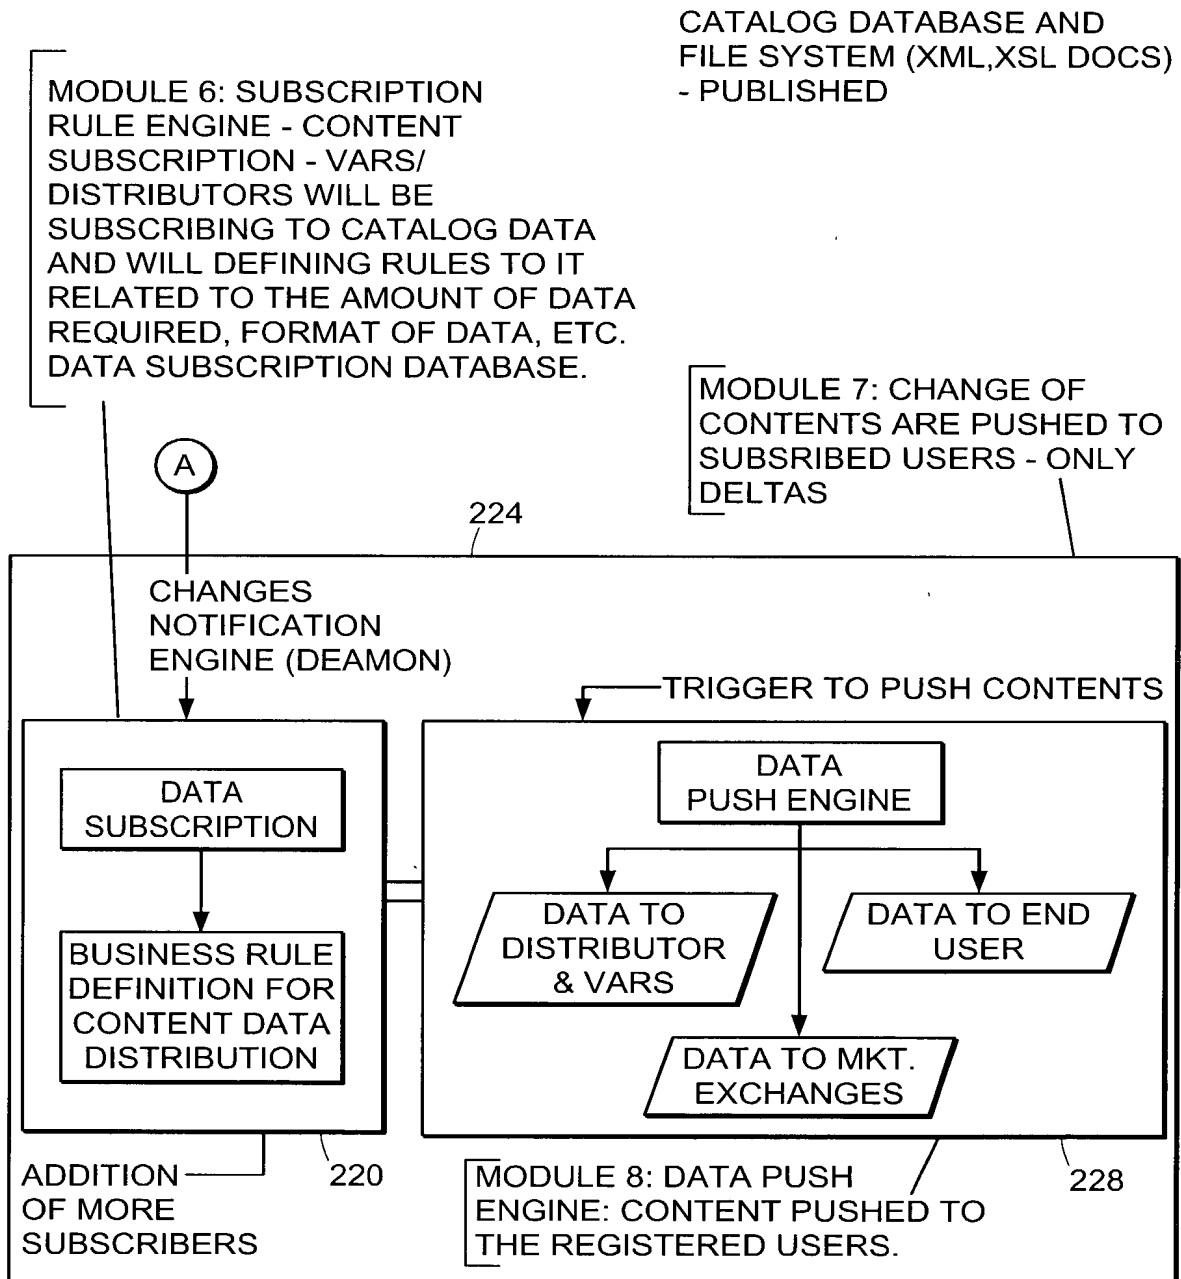 CATALOG DATABASE AND
FILE SYSTEM (XML,XSL DOCS)
- PUBLISHED
MODULE 6: SUBSCRIPTION
RULE ENGINE - CONTENT
SUBSCRIPTION - VARS/
DISTRIBUTORS WILL BE
SUBSCRIBING TO CATALOG DATA
AND WILL DEFINING RULES TO IT
RELATED TO THE AMOUNT OF DATA
REQUIRED, FORMAT OF DATA, ETC.
DATA SUBSCRIPTION DATABASE.
MODULE 7: CHANGE OF
CONTENTS ARE PUSHED TO
SUBSRIBED USERS - ONLY
DELTAS
A
224
CHANGES
NOTIFICATION
ENGINE (DEAMON)
TRIGGER TO PUSH CONTENTS
DATA
SUBSCRIPTION
BUSINESS RULE
DEFINITION FOR
CONTENT DATA
DISTRIBUTION
DATA
PUSH ENGINE
DATA TO
DISTRIBUTOR
& VARS
DATA TO END
USER
DATA TO MKT.
EXCHANGES
ADDITION
OF MORE
SUBSCRIBERS
220
MODULE 8: DATA PUSH
ENGINE: CONTENT PUSHED TO
THE REGISTERED USERS.
228